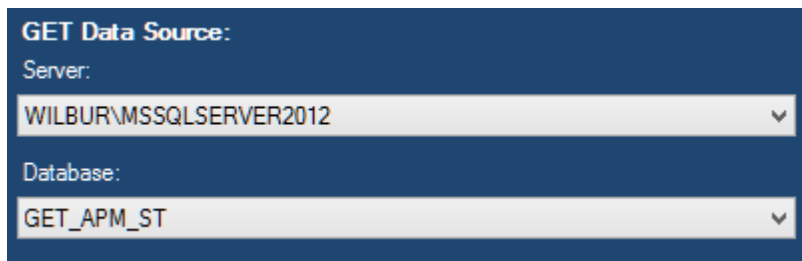 GET Data Source:
Server:
WILBUR\MSSQLSERVER2012
Database:
GET_APM_ST